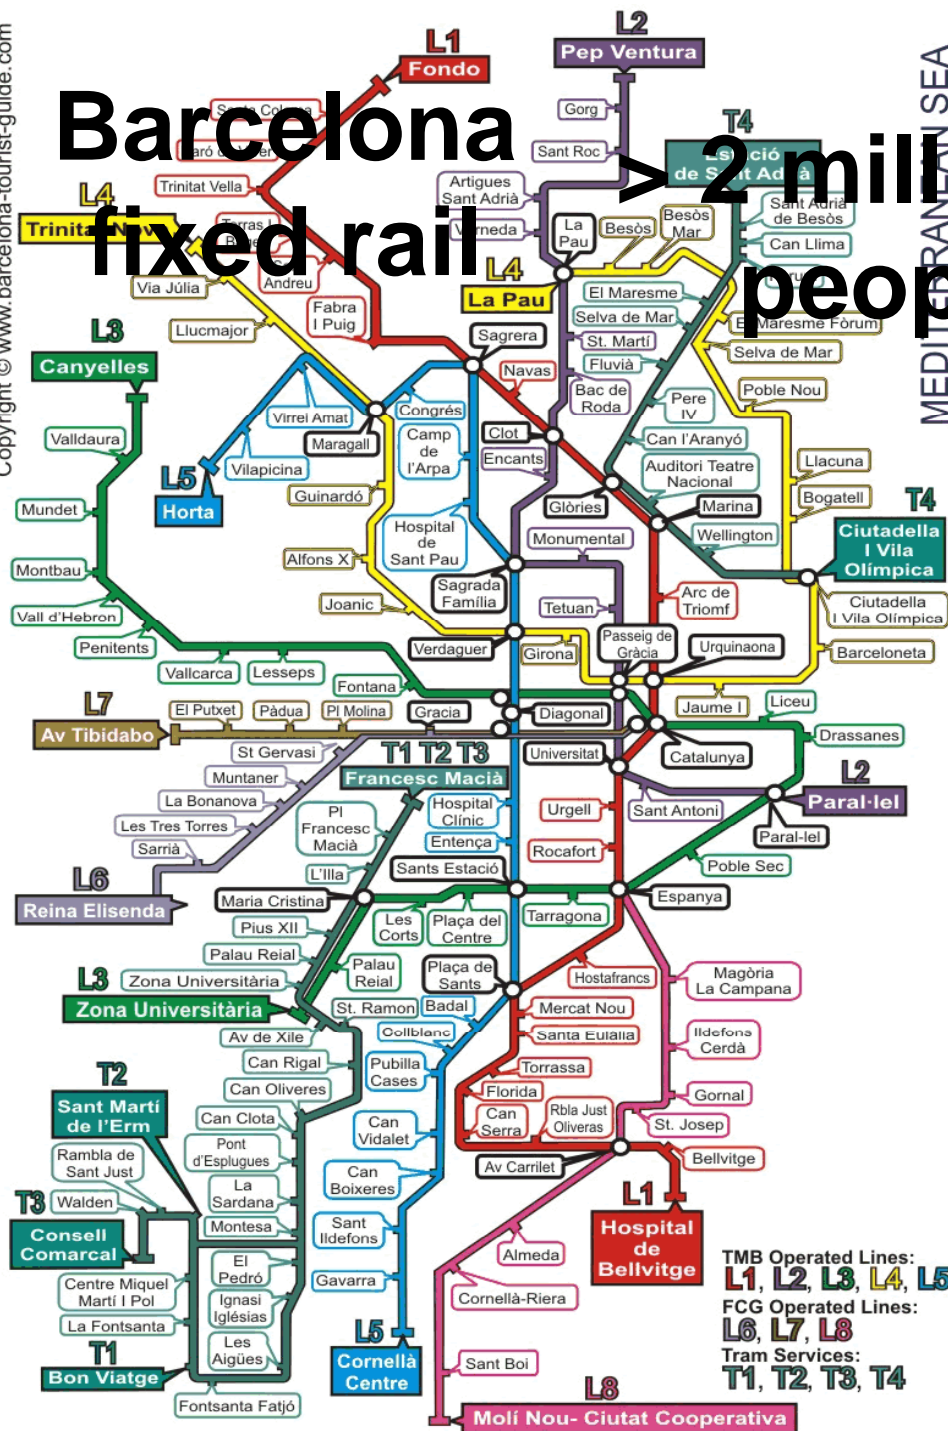 Copyright © www.barcelona-tourist-guide.com
MEDITERRANEAN SEA
Barcelona
fixed rail
> 2 mill
peop
L1
Fondo
L2
Pep Ventura
Gorg
Sant Roc
T4
Estació
de Sant Adrià
Trinitat Vella
Artigues
Sant Adrià
Verneda
La
Pau
Besòs
Besòs
Mar
Sant Adrià
de Besòs
Can Llima
L4
L4
La Pau
Via Júlia
Andreu
Fabra
I Puig
Llucmajor
El Maresme
Selva de Mar
St. Martí
Fluvià
El Maresme Fòrum
Selva de Mar
L3
Canyelles
Sagrera
Navas
Bac de
Roda
Poble Nou
Pere
IV
Virrei Amat
Congrés
Maragall
Clot
Camp
de
l'Arpa
Can l'Aranyó
Valldaura
Vilapicina
Encants
Auditori Teatre
Nacional
Llacuna
L5
Horta
Guinardó
Glòries
Marina
Bogatell
T4
Ciutadella
I Vila
Olímpica
Mundet
Hospital
de
Sant Pau
Monumental
Wellington
Montbau
Alfons X
Sagrada
Família
Tetuan
Arc de
Triomf
Ciutadella
I Vila Olímpica
Vall d'Hebron
Joanic
Penitents
Verdaguer
Girona
Passeig de
Gràcia
Urquinaona
Barceloneta
Vallcarca
Lesseps
Fontana
Jaume I
Liceu
L7
Av Tibidabo
El Putxet
Pàdua
Pl Molina
Gracia
Diagonal
Drassanes
St Gervasi
T1 T2 T3
Francesc Macià
Universitat
Catalunya
L2
Paral·lel
Muntaner
La Bonanova
Les Tres Torres
Sarrià
Pl
Francesc
Macià
Hospital
Clínic
Urgell
Sant Antoni
Entença
Rocafort
Paral-lel
L'Illa
Sants Estació
Poble Sec
L6
Reina Elisenda
Maria Cristina
Les
Corts
Plaça del
Centre
Tarragona
Espanya
Pius XII
Palau Reial
Zona Universitària
Palau
Reial
Plaça de
Sants
Hostafrancs
Magòria
La Campana
L3
Zona Universitària
St. Ramon
Badal
Mercat Nou
Av de Xile
Collblanc
Santa Eulàlia
Ildefons
Cerdà
Can Rigal
Pubilla
Cases
Torrassa
T2
Sant Martí
de l'Erm
Can Oliveres
Florida
Gornal
Can Clota
Can
Vidalet
Can
Serra
Rbla Just
Oliveras
St. Josep
Rambla de
Sant Just
Pont
d'Esplugues
Av Carrilet
Bellvitge
T3
Walden
La
Sardana
Can
Boixeres
L1
Hospital
de
Bellvitge
Consell
Comarcal
Montesa
Sant
Ildefons
Almeda
El
Pedró
Centre Miquel
Martí I Pol
Gavarra
Cornellà-Riera
Ignasi
Iglésias
La Fontsanta
T1
Bon Viatge
Les
Aigües
L5
Cornellà
Centre
Sant Boi
Fontsanta Fatjó
L8
Molí Nou- Ciutat Cooperativa
TMB Operated Lines:
L1, L2, L3, L4, L5
FCG Operated Lines:
L6, L7, L8
Tram Services:
T1, T2, T3, T4